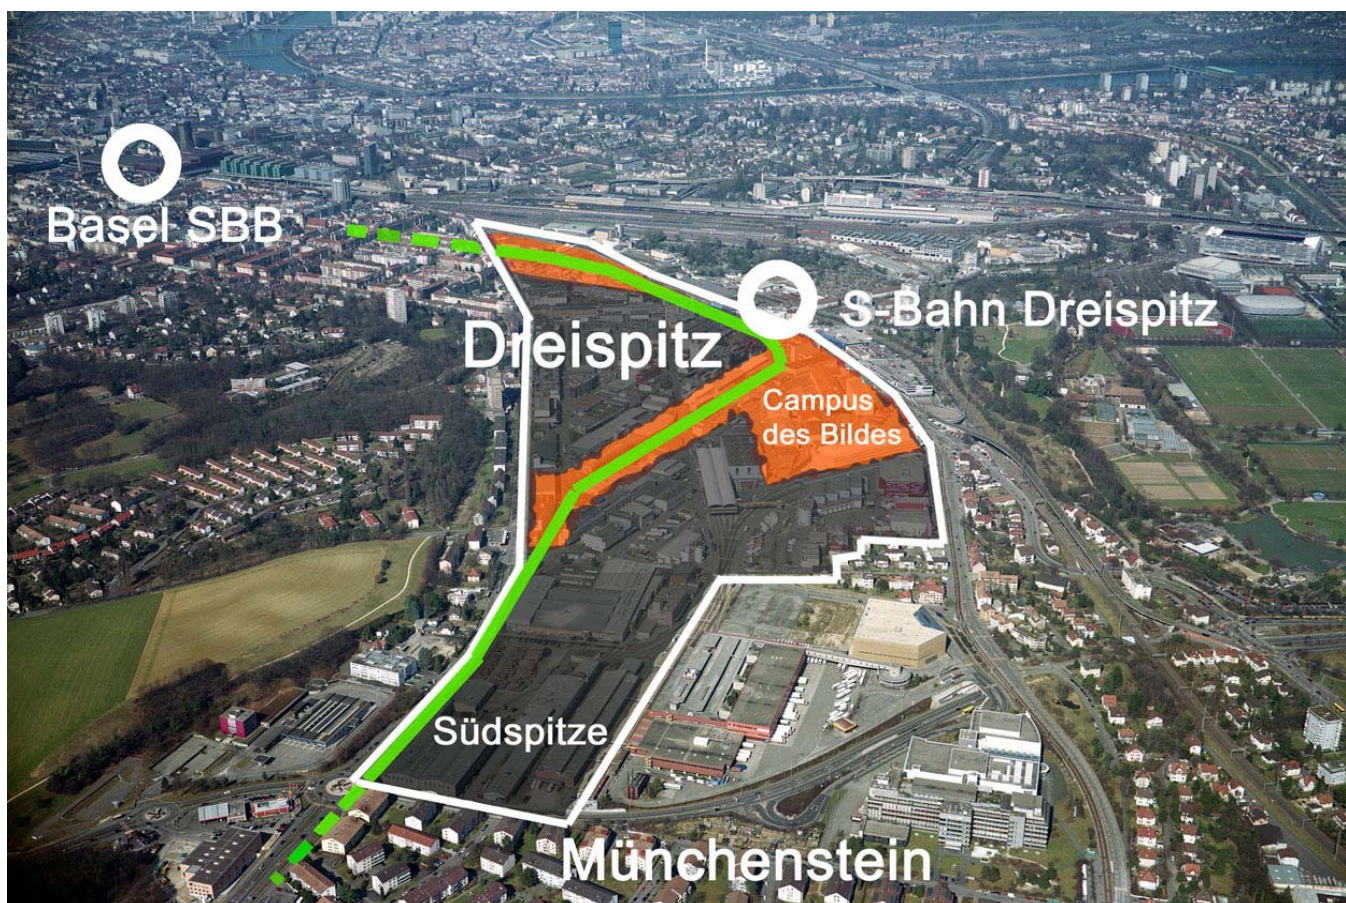 Basel SBB
S-Bahn Dreispitz
Dreispitz
Campus
des Bildes
Südspitze
Münchenstein